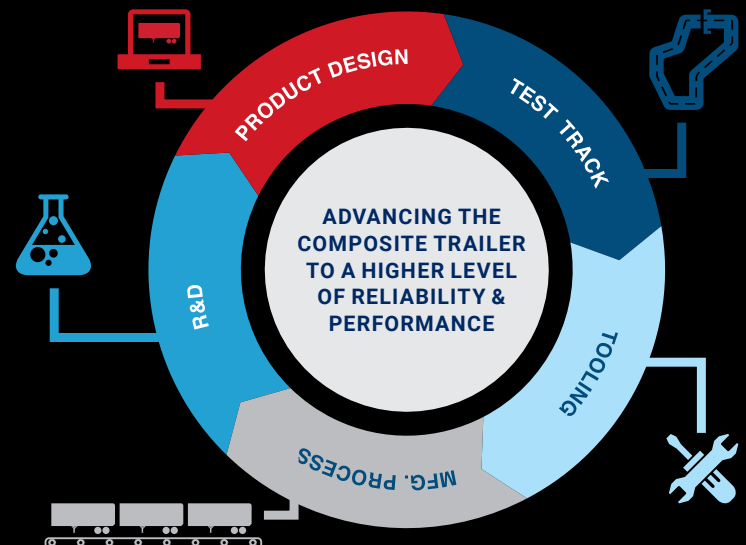 PRODUCT DESIGN
TEST TRACK
TOOLING
MFG. PROCESS
R&D
ADVANCING THE
COMPOSITE TRAILER
TO A HIGHER LEVEL
OF RELIABILITY &
PERFORMANCE